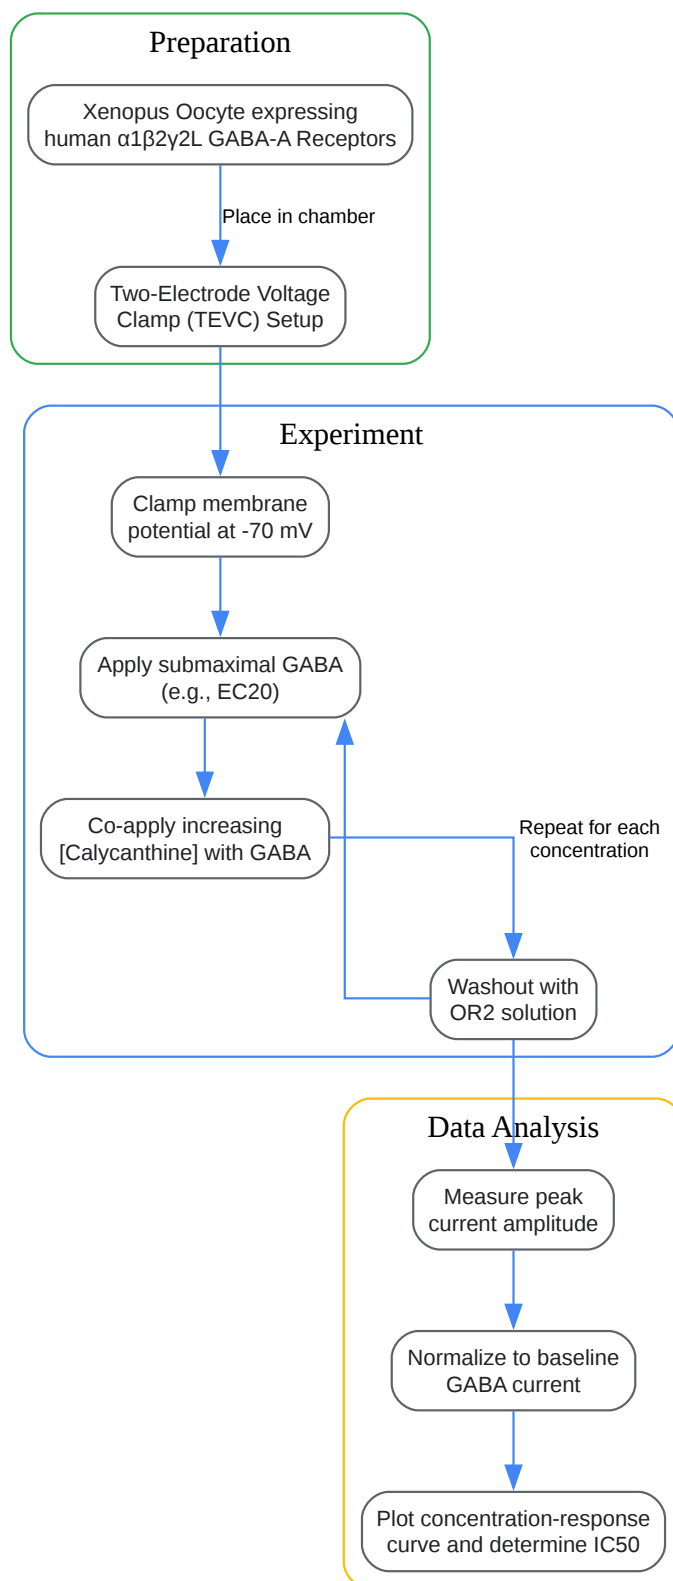 Preparation
Xenopus Oocyte expressing
human α1β2γ2L GABA-A Receptors
Place in chamber
Two-Electrode Voltage
Clamp (TEVC) Setup
Experiment
Clamp membrane
potential at -70 mV
Apply submaximal GABA
(e.g., EC20)
Co-apply increasing
[Calycanthine] with GABA
Repeat for each
concentration
Washout with
OR2 solution
Data Analysis
Measure peak
current amplitude
Normalize to baseline
GABA current
Plot concentration-response
curve and determine IC50